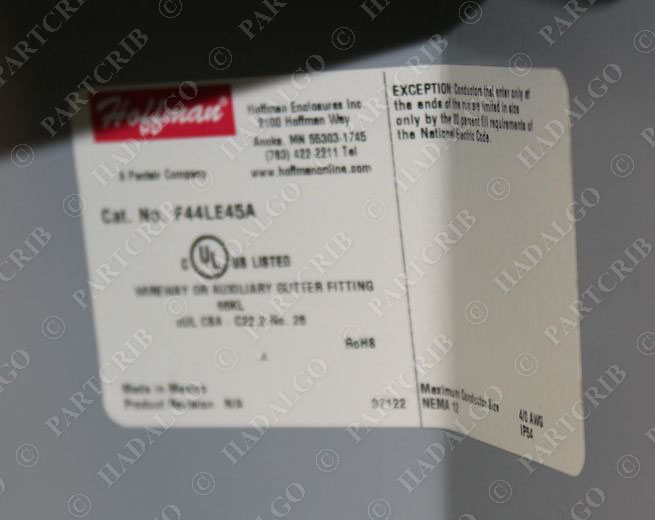 Hoffman
Hoffman Enclosures Inc.
2100 Hoffman Way
Anoka, MN 55303-1745
(763) 422-2211 Tel
www.hoffmanonline.com
A Pentair Company
Cat. No. F44LE45A
C UL US LISTED
WIREWAY OR AUXILIARY GUTTER FITTING
cUL CSA - C22.2 No. 26
RoHS
Made in Mexico
Product Revision N/A
EXCEPTION: Conductors that enter only at
the ends of the run are limited in size
only by the 20 percent fill requirements of
the National Electric Code.
Maximum Conductor Size 4/0 AWG
NEMA 12 IP54
© PARTCRIB
© HADALGO